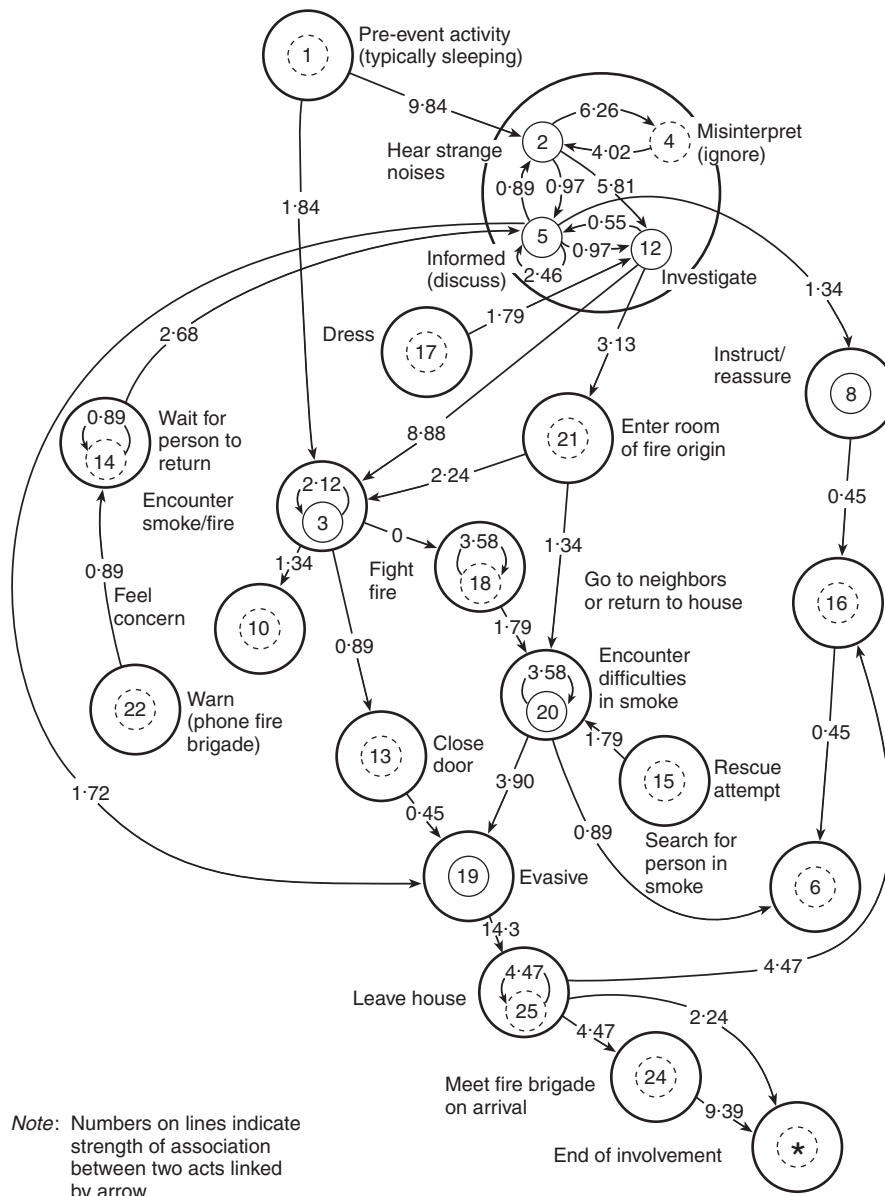 1
Pre-event activity
(typically sleeping)
9·84
6·26
2
4
Misinterpret
(ignore)
4·02
Hear strange
noises
0·89
0·97
5·81
1·84
0·55
5
0·97
12
Informed
(discuss)
2·46
Investigate
1·34
2·68
Dress
1·79
17
3·13
Instruct/
reassure
8
0·89
14
Wait for
person to
return
8·88
21
Enter room
of fire origin
2·24
Encounter
smoke/fire
2·12
3
0·45
0
3·58
18
1·34
1·34
Fight
fire
0·89
Feel
concern
10
Go to neighbors
or return to house
16
1·79
0·89
Encounter
difficulties
in smoke
3·58
20
22
Warn
(phone fire
brigade)
0·45
1·79
13
Close
door
15
Rescue
attempt
3·90
1·72
0·45
0·89
Search for
person in
smoke
19
Evasive
6
14·3
4·47
Leave house
4·47
25
2·24
4·47
Meet fire brigade
on arrival
24
9·39
Note: Numbers on lines indicate
strength of association
between two acts linked
by arrow
End of involvement
*